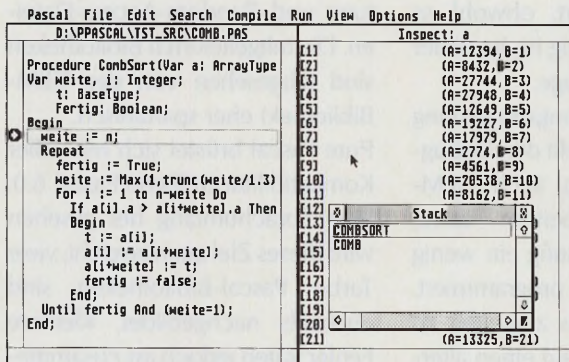 Pascal File Edit Search Compile Run View Options Help
D:\PPASCAL\TST_SRC\COMB.PAS
Procedure CombSort(Var a: ArrayType
Var weite, i: Integer;
t: BaseType;
Fertig: Boolean;
Begin
weite := n;
Repeat
fertig := True;
weite := Max(1,trunc(weite/1.3)
For i := 1 to n-weite Do
If a[i].a > a[i+weite].a Then
Begin
t := a[i];
a[i] := a[i+weite];
a[i+weite] := t;
fertig := false;
End;
Until fertig And (weite=1);
End;
Inspect: a
[1] (A=12394,B=1)
[2] (A=8432,B=2)
[3] (A=27744,B=3)
[4] (A=27948,B=4)
[5] (A=12649,B=5)
[6] (A=19227,B=6)
[7] (A=17979,B=7)
[8] (A=2774,B=8)
[9] (A=4561,B=9)
[10] (A=20538,B=10)
[11] (A=8162,B=11)
[12]
[13]
[14]
[15]
[16]
[17]
[18]
[19]
[20]
[21] (A=13325,B=21)
Stack
COMBSORT
COMB